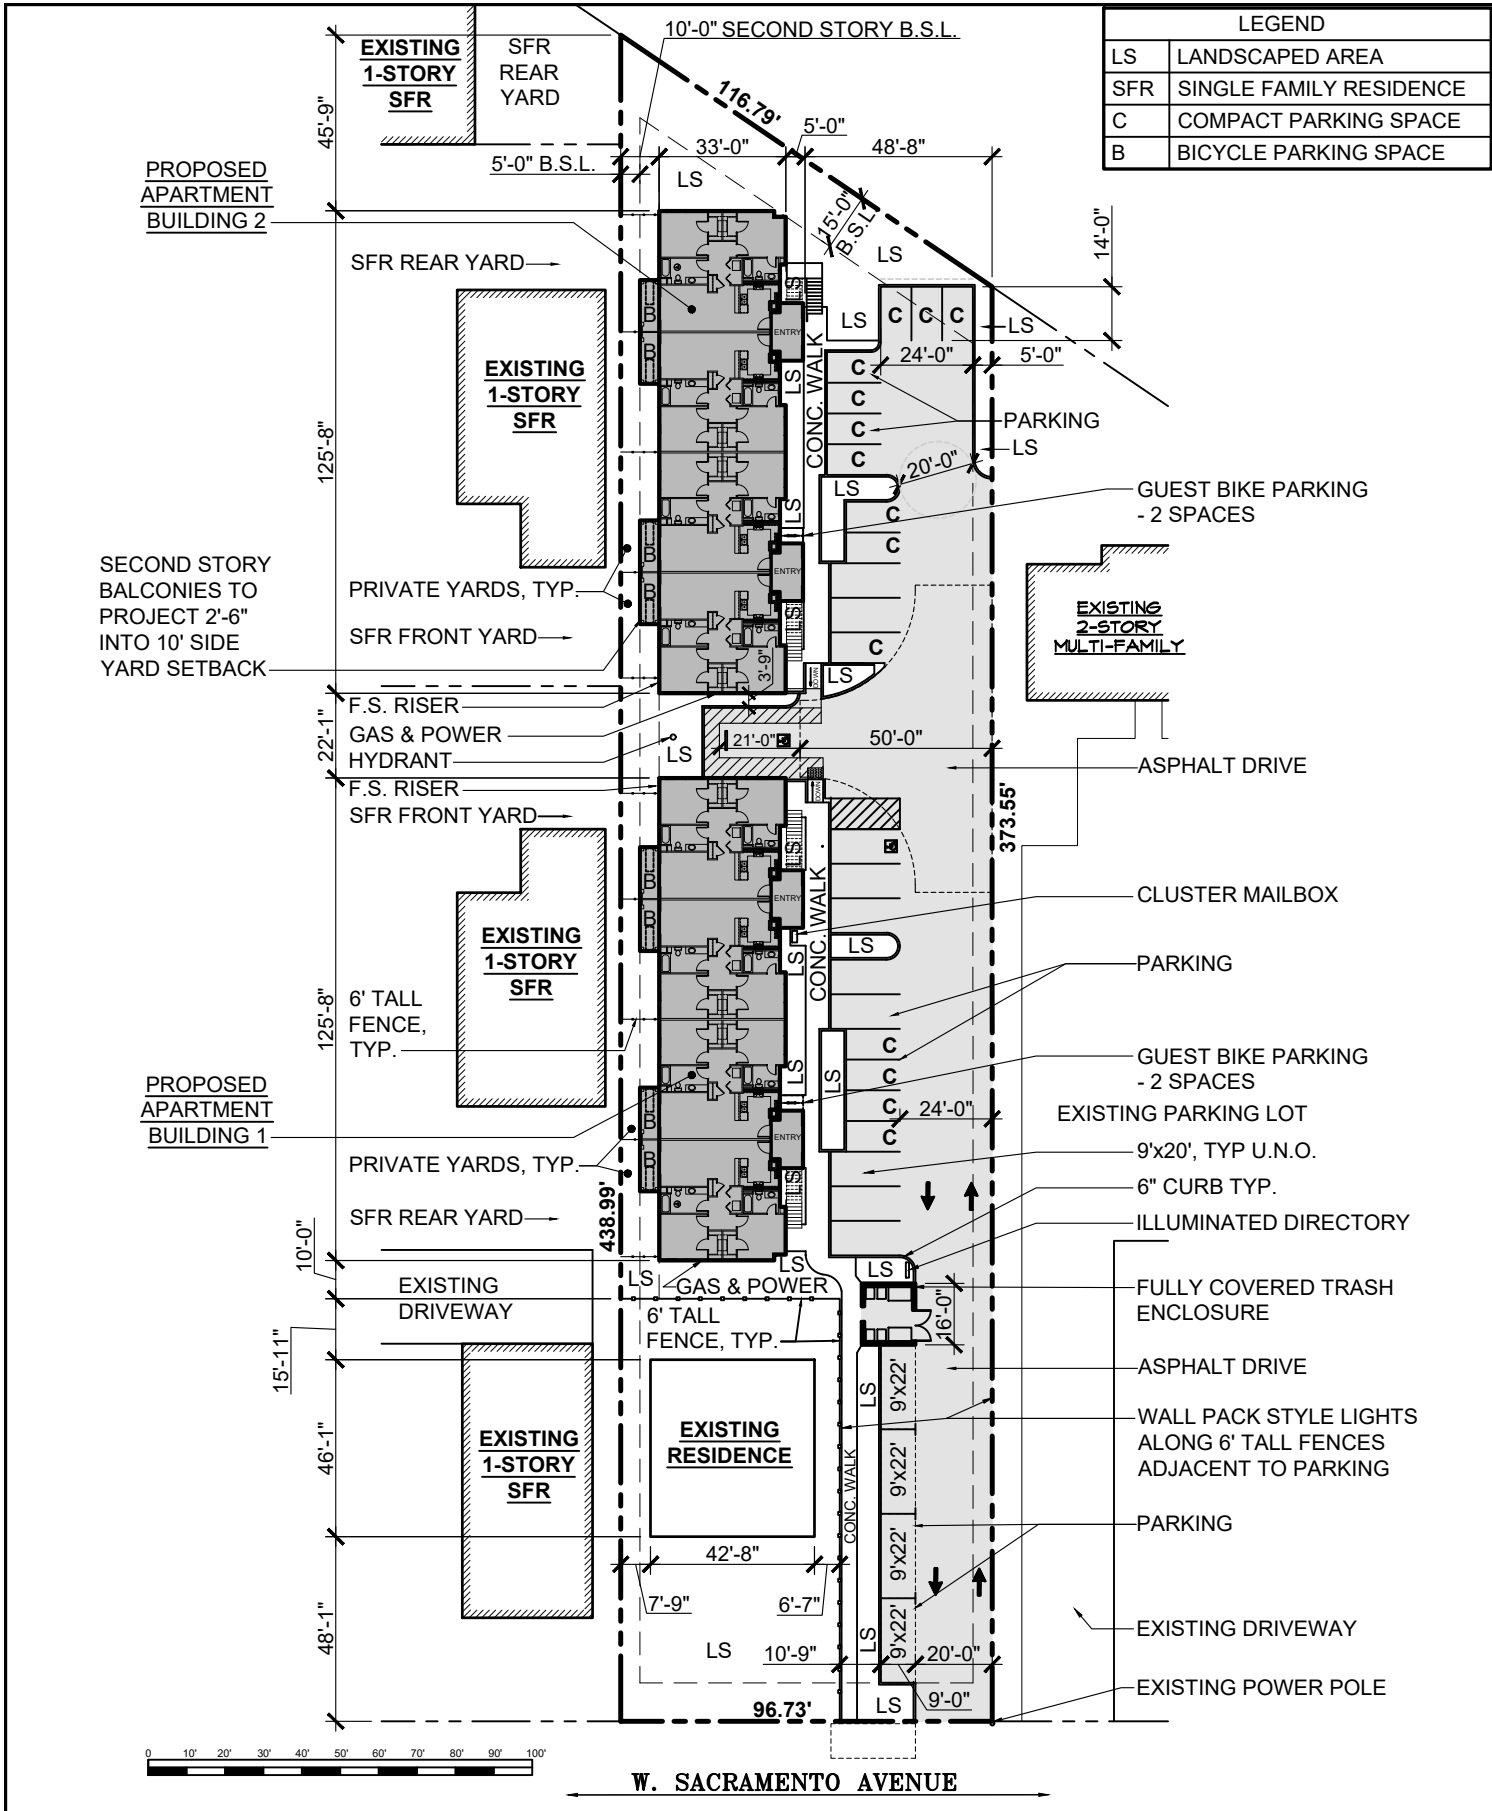 LEGEND
LS LANDSCAPED AREA
SFR SINGLE FAMILY RESIDENCE
C COMPACT PARKING SPACE
B BICYCLE PARKING SPACE
10'-0" SECOND STORY B.S.L.
EXISTING
1-STORY
SFR
SFR
REAR
YARD
45'-9"
116.79'
5'-0"
33'-0"
48'-8"
5'-0" B.S.L.
LS
PROPOSED
APARTMENT
BUILDING 2
15'-0"
B.S.L.
LS
14'-0"
SFR REAR YARD
LS
LS
C C C
LS
B
ENTRY
24'-0"
5'-0"
B
C
EXISTING
1-STORY
SFR
LS
CONC. WALK
C
PARKING
C
LS
C
125'-8"
20'-0"
LS
GUEST BIKE PARKING
- 2 SPACES
LS
C
C
B
ENTRY
SECOND STORY
BALCONIES TO
PROJECT 2'-6"
INTO 10' SIDE
YARD SETBACK
PRIVATE YARDS, TYP.
B
LS
EXISTING
2-STORY
MULTI-FAMILY
SFR FRONT YARD
C
3'-9"
DOWN
LS
F.S. RISER
GAS & POWER
HYDRANT
22'-1"
LS
21'-0"
50'-0"
ASPHALT DRIVE
F.S. RISER
SFR FRONT YARD
DOWN
373.55'
LS
B
ENTRY
CLUSTER MAILBOX
B
CONC. WALK
LS
EXISTING
1-STORY
SFR
LS
PARKING
125'-8"
6' TALL
FENCE,
TYP.
C
LS
LS
C
GUEST BIKE PARKING
- 2 SPACES
PROPOSED
APARTMENT
BUILDING 1
C
24'-0"
EXISTING PARKING LOT
B
ENTRY
C
9'x20', TYP U.N.O.
PRIVATE YARDS, TYP.
B
LS
6" CURB TYP.
438.99'
SFR REAR YARD
ILLUMINATED DIRECTORY
10'-0"
LS
LS
LS
GAS & POWER
EXISTING
DRIVEWAY
FULLY COVERED TRASH
ENCLOSURE
16'-0"
6' TALL
FENCE, TYP.
15'-11"
ASPHALT DRIVE
LS
9'x22'
WALL PACK STYLE LIGHTS
ALONG 6' TALL FENCES
ADJACENT TO PARKING
EXISTING
RESIDENCE
EXISTING
1-STORY
SFR
46'-1"
9'x22'
CONC. WALK
PARKING
42'-8"
9'x22'
7'-9"
6'-7"
48'-1"
9'x22'
LS
EXISTING DRIVEWAY
LS
10'-9"
20'-0"
EXISTING POWER POLE
96.73'
LS
9'-0"
0 10' 20' 30' 40' 50' 60' 70' 80' 90' 100'
W. SACRAMENTO AVENUE